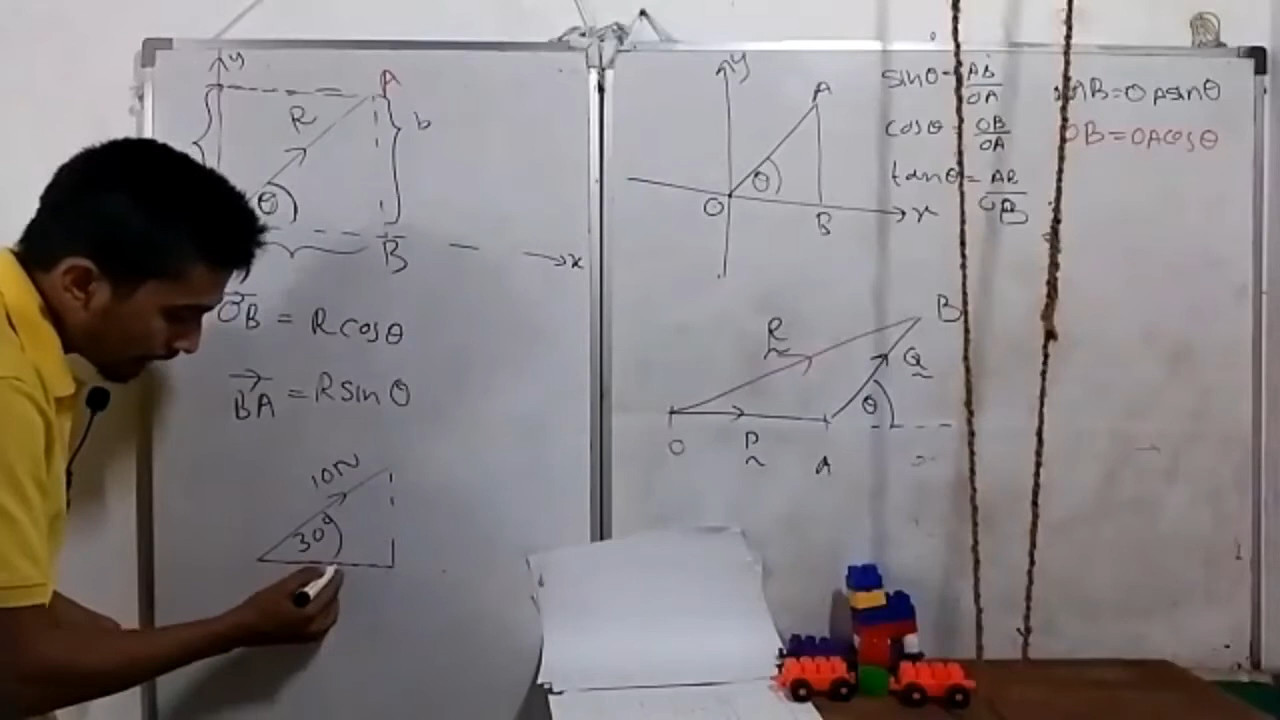 y
A
R
b
θ
B
x
OB = R cosθ
BA = R sin θ
10N
30°
y
A
θ
O
B
x
sinθ = AB/OA
cosθ = OB/OA
tanθ = AB/OB
AB = OA sinθ
OB = OA cosθ
R
B
Q
θ
O
P
A